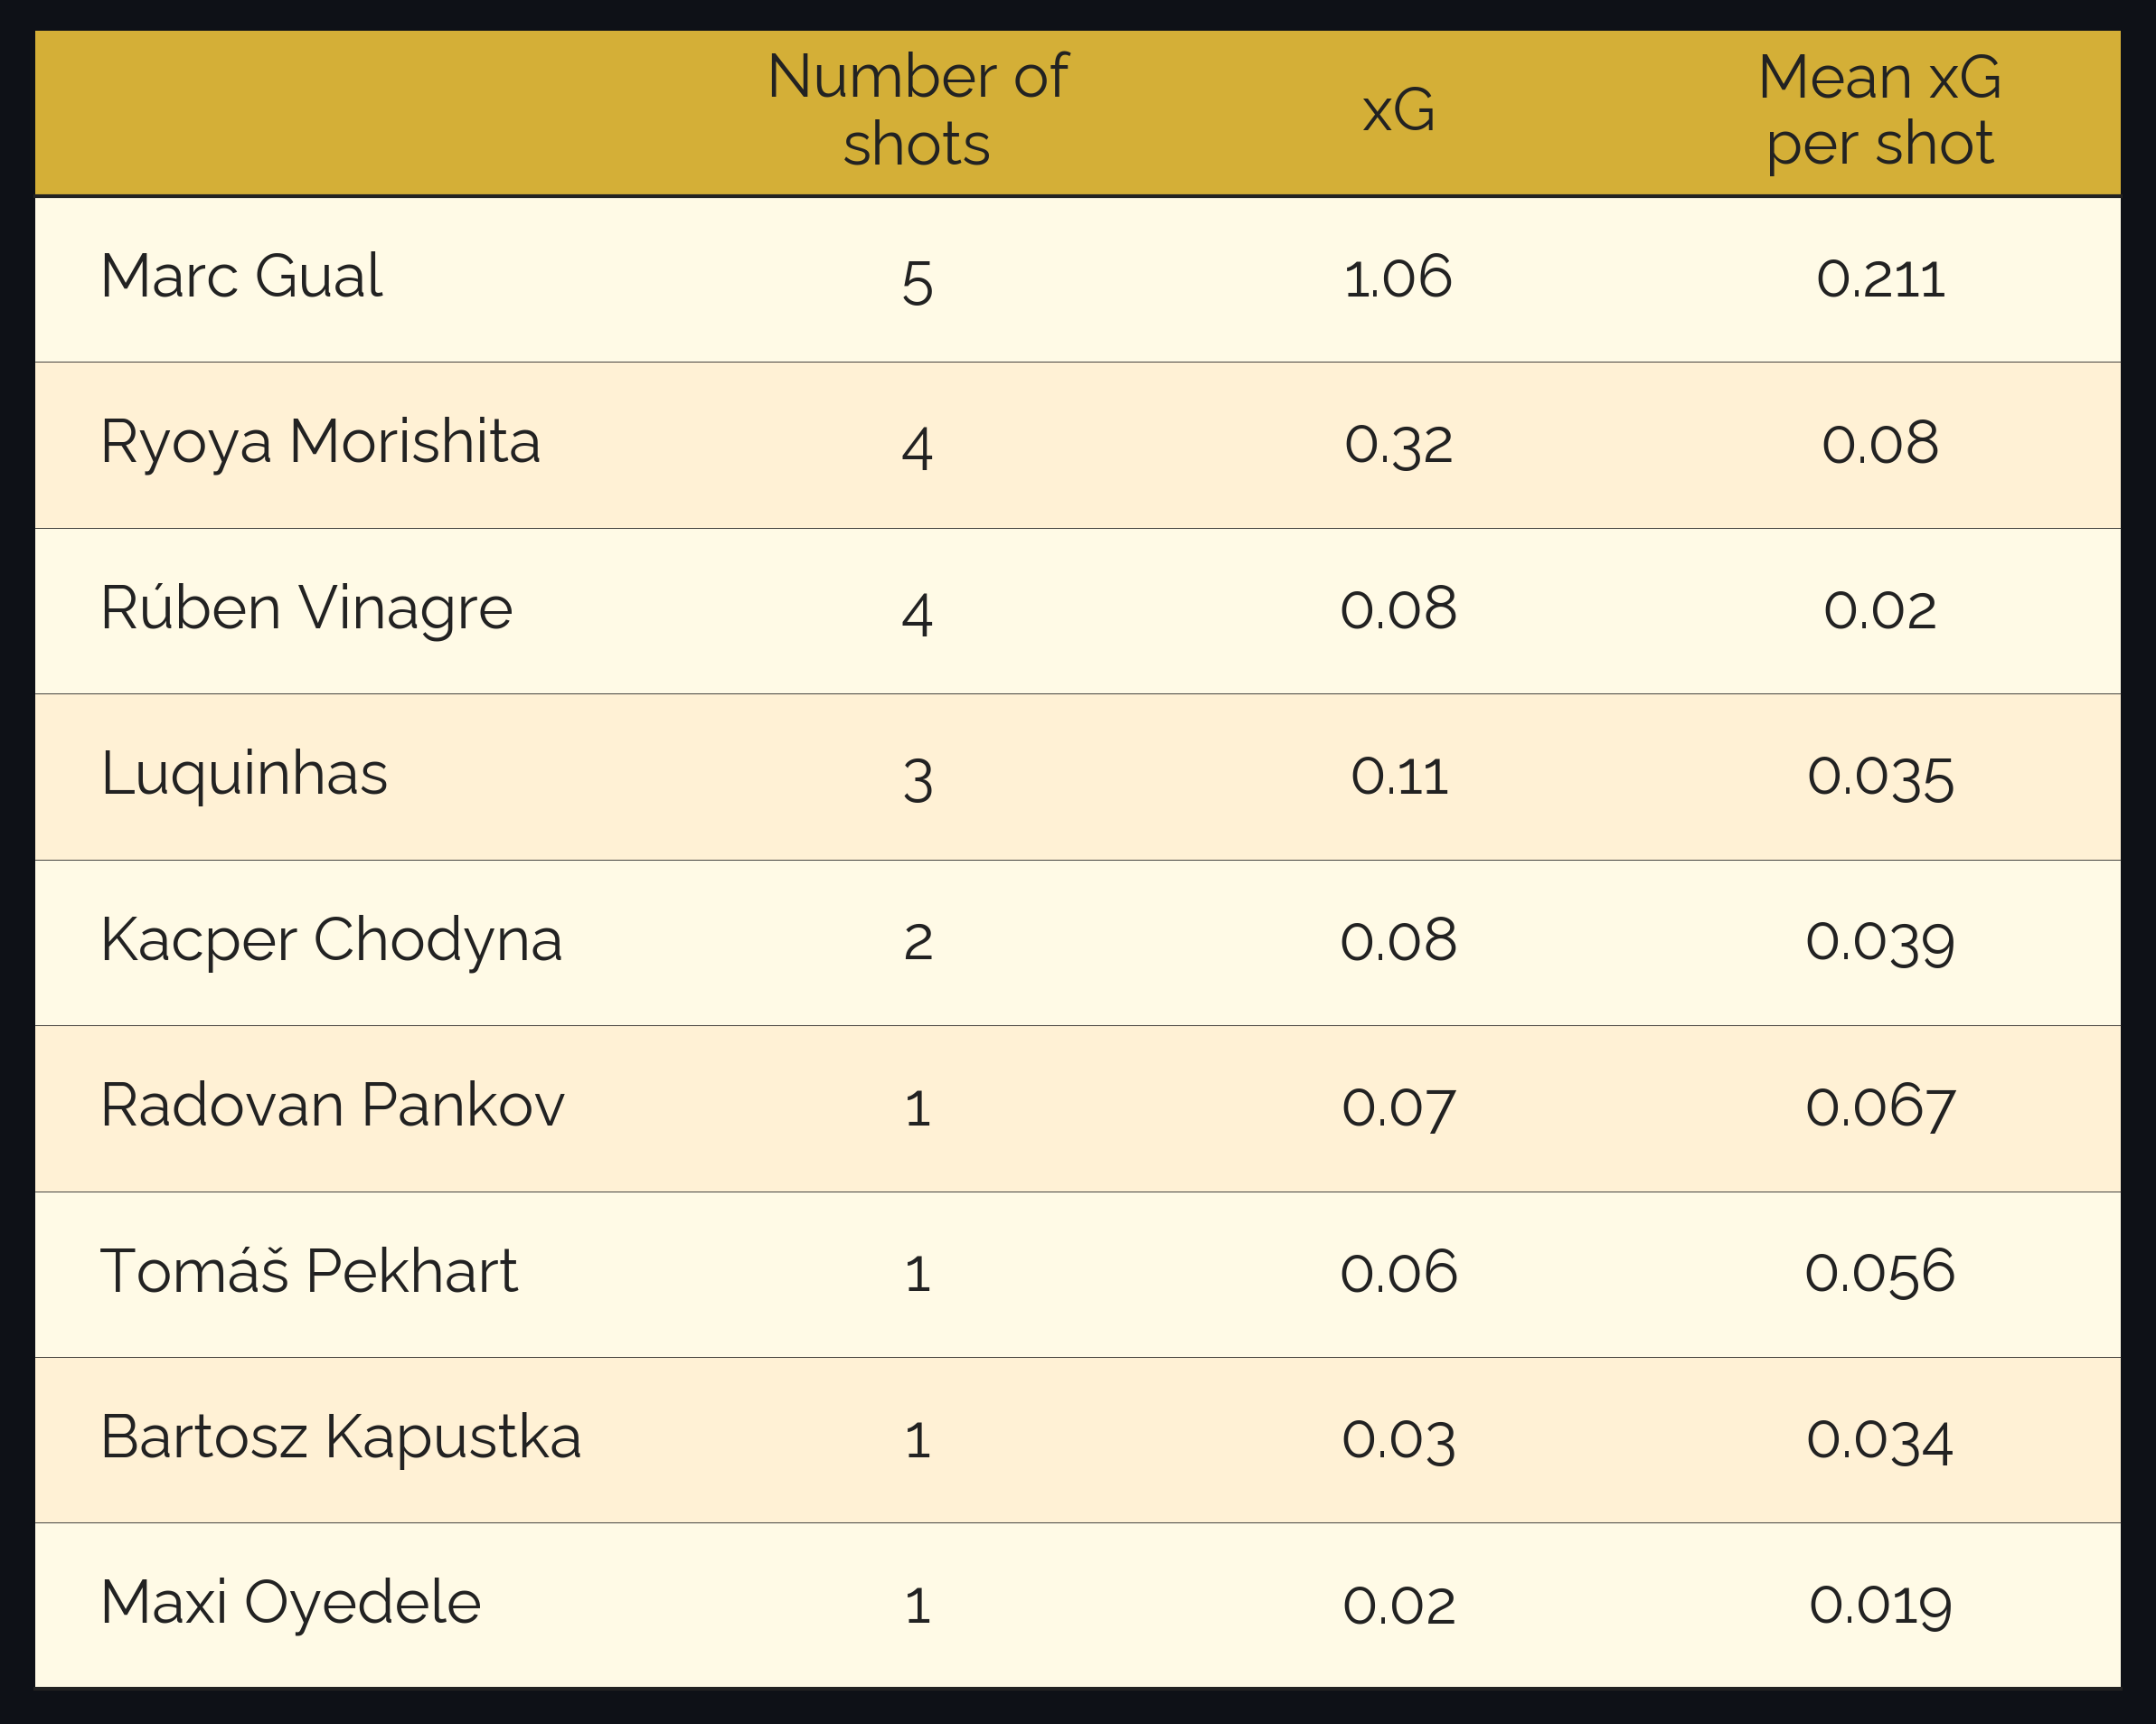 Number of
shots
xG
Mean xG
per shot
Marc Gual 5 1.06 0.211
Ryoya Morishita 4 0.32 0.08
Rúben Vinagre 4 0.08 0.02
Luquinhas 3 0.11 0.035
Kacper Chodyna 2 0.08 0.039
Radovan Pankov 1 0.07 0.067
Tomáš Pekhart 1 0.06 0.056
Bartosz Kapustka 1 0.03 0.034
Maxi Oyedele 1 0.02 0.019